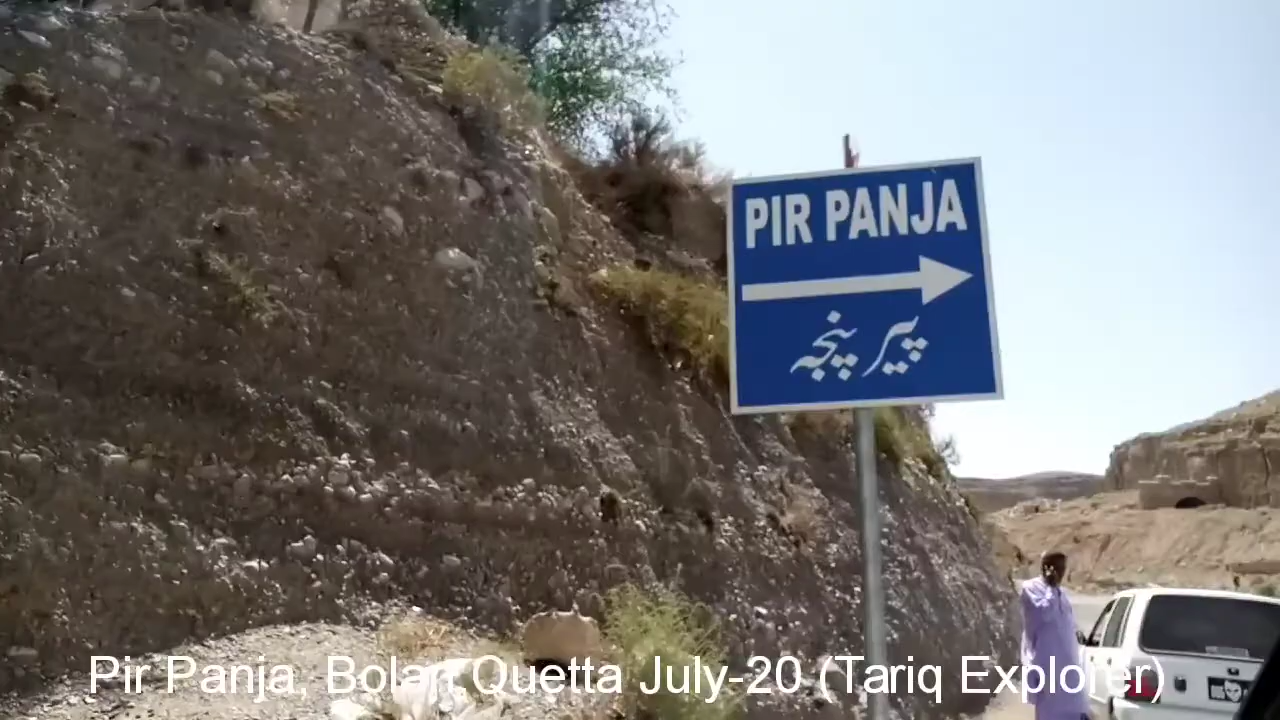 PIR PANJA
پیر پنجہ
Pir Panja, Bolan Quetta July-20 (Tariq Explorer)